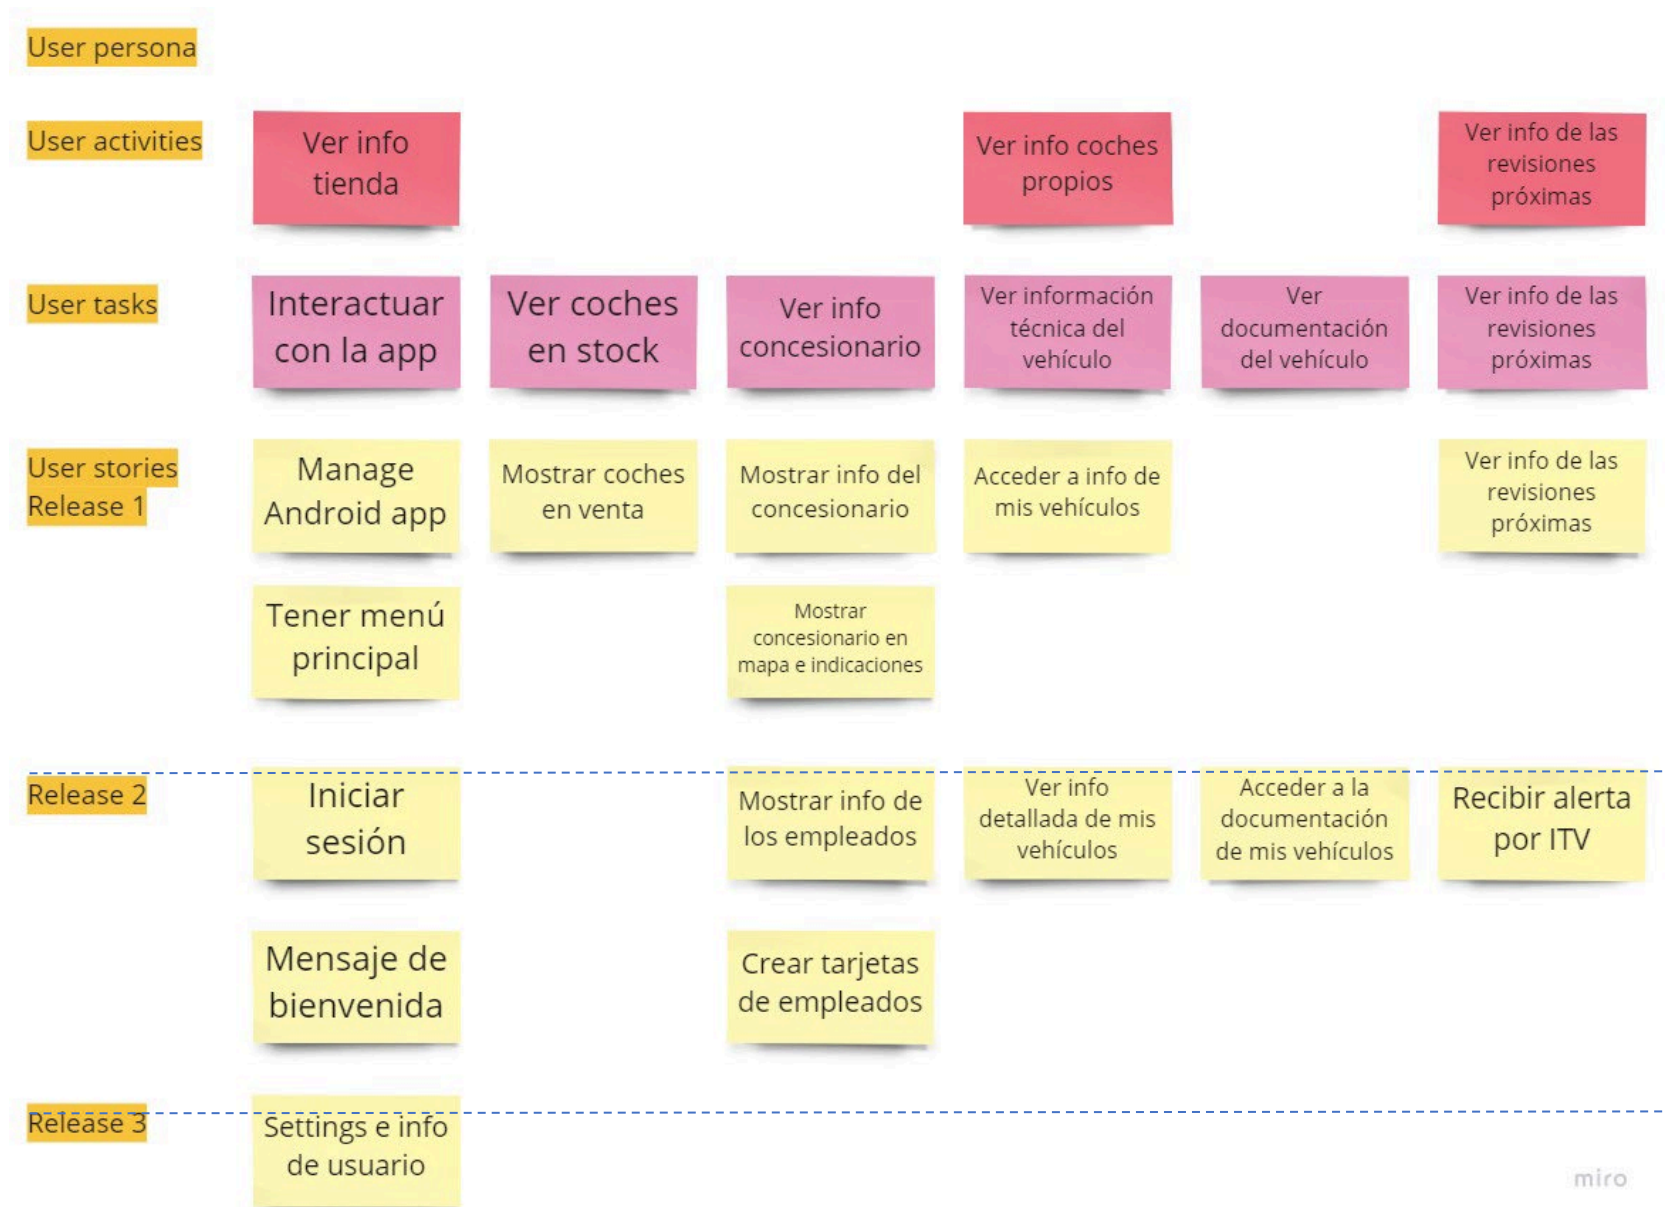 User persona
User activities
Ver info
tienda
Ver info coches
propios
Ver info de las
revisiones
próximas
User tasks
Interactuar
con la app
Ver coches
en stock
Ver info
concesionario
Ver información
técnica del
vehículo
Ver
documentación
del vehículo
Ver info de las
revisiones
próximas
User stories
Release 1
Manage
Android app
Mostrar coches
en venta
Mostrar info del
concesionario
Acceder a info de
mis vehículos
Ver info de las
revisiones
próximas
Tener menú
principal
Mostrar
concesionario en
mapa e indicaciones
Release 2
Iniciar
sesión
Mostrar info de
los empleados
Ver info
detallada de mis
vehículos
Acceder a la
documentación
de mis vehículos
Recibir alerta
por ITV
Mensaje de
bienvenida
Crear tarjetas
de empleados
Release 3
Settings e info
de usuario
miro